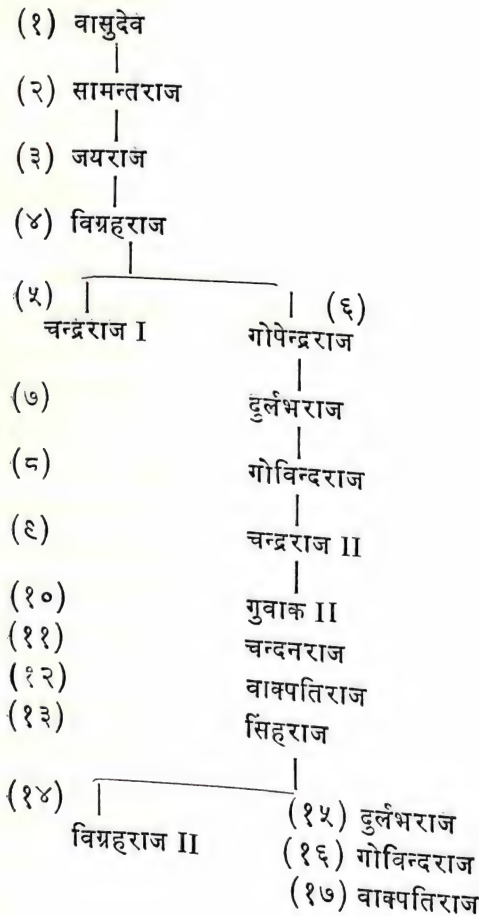 (१) वासुदेव
(२) सामन्तराज
(३) जयराज
(४) विग्रहराज
(५) (६)
चन्द्रराज I गोपेन्द्रराज
(७) दुर्लभराज
(८) गोविन्दराज
(९) चन्द्रराज II
(१०) गुवाक II
(११) चन्दनराज
(१२) वाक्पतिराज
(१३) सिंहराज
(१४) (१५) दुर्लभराज
विग्रहराज II (१६) गोविन्दराज
(१७) वाक्पतिराज